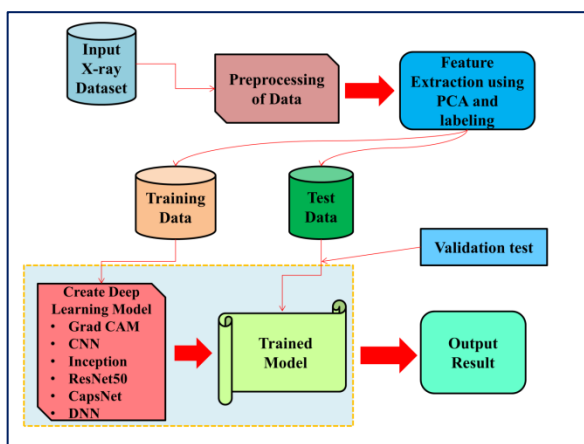 Input
X-ray
Dataset
Preprocessing
of Data
Feature
Extraction using
PCA and
labeling
Training
Data
Test
Data
Validation test
Create Deep
Learning Model
• Grad CAM
• CNN
• Inception
• ResNet50
• CapsNet
• DNN
Trained
Model
Output
Result